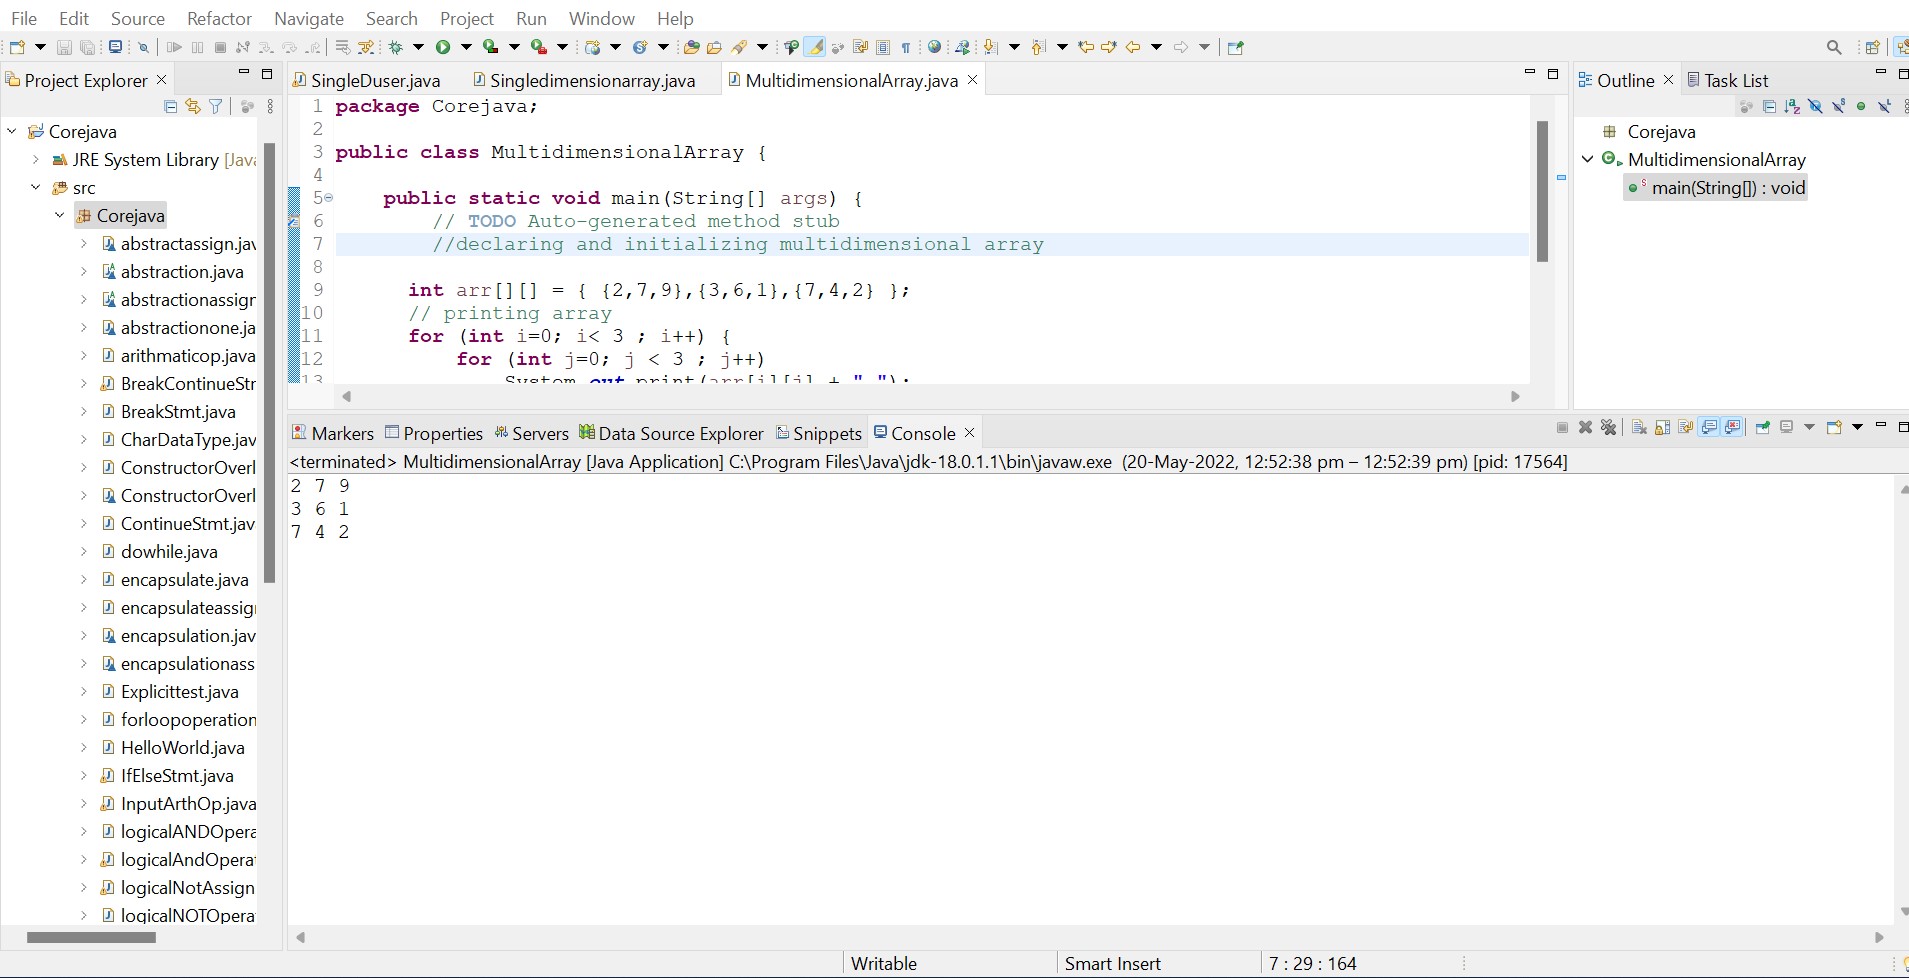 File Edit Source Refactor Navigate Search Project Run Window Help
Project Explorer
Corejava
JRE System Library [Java
src
Corejava
abstractassign.jav
abstraction.java
abstractionassigr
abstractionone.ja
arithmaticop.java
BreakContinueStr
BreakStmt.java
CharDataType.jav
ConstructorOverl
ConstructorOverl
ContinueStmt.jav
dowhile.java
encapsulate.java
encapsulateassig
encapsulation.jav
encapsulationass
Explicittest.java
forloopoperation
HelloWorld.java
IfElseStmt.java
InputArthOp.java
logicalANDOpera
logicalAndOpera
logicalNotAssign
logicalNOTOpera
SingleDuser.java Singledimensionarray.java MultidimensionalArray.java
1 package Corejava;
2
3 public class MultidimensionalArray {
4
5 public static void main(String[] args) {
6 // TODO Auto-generated method stub
7 //declaring and initializing multidimensional array
8
9 int arr[][] = { {2,7,9},{3,6,1},{7,4,2} };
10 // printing array
11 for (int i=0; i< 3 ; i++) {
12 for (int j=0; j < 3 ; j++)
13 System.out.print(arr[i][j] + " ");
Outline Task List
Corejava
MultidimensionalArray
main(String[]) : void
Markers Properties Servers Data Source Explorer Snippets Console
<terminated> MultidimensionalArray [Java Application] C:\Program Files\Java\jdk-18.0.1.1\bin\javaw.exe (20-May-2022, 12:52:38 pm – 12:52:39 pm) [pid: 17564]
2 7 9
3 6 1
7 4 2
Writable Smart Insert 7 : 29 : 164